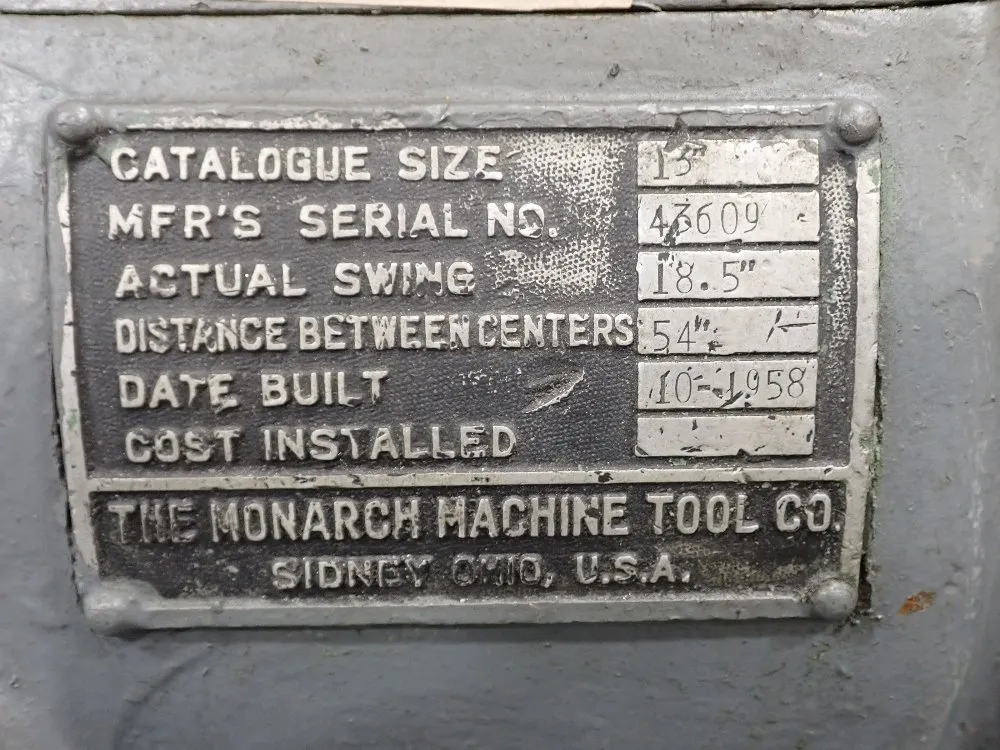 CATALOGUE SIZE 13"
MFR'S SERIAL NO. 43609
ACTUAL SWING 18.5"
DISTANCE BETWEEN CENTERS 54"
DATE BUILT 10-1958
COST INSTALLED
THE MONARCH MACHINE TOOL CO.
SIDNEY OHIO, U.S.A.